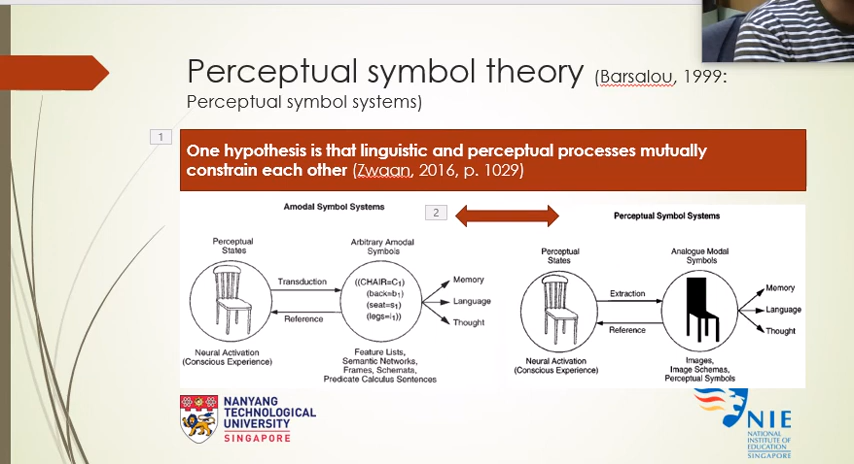 Perceptual symbol theory (Barsalou, 1999:
Perceptual symbol systems)
1
One hypothesis is that linguistic and perceptual processes mutually
constrain each other (Zwaan, 2016, p. 1029)
Amodal Symbol Systems
2
Perceptual Symbol Systems
Perceptual
States
Arbitrary Amodal
Symbols
Transduction
Reference
((CHAIR=C1)
(back=b1)
(seat=s1)
(legs=l1))
Memory
Language
Thought
Neural Activation
(Conscious Experience)
Feature Lists,
Semantic Networks,
Frames, Schemata,
Predicate Calculus Sentences
Perceptual
States
Analogue Modal
Symbols
Extraction
Reference
Memory
Language
Thought
Neural Activation
(Conscious Experience)
Images,
Image Schemas,
Perceptual Symbols
NANYANG
TECHNOLOGICAL
UNIVERSITY
SINGAPORE
NIE
NATIONAL
INSTITUTE OF
EDUCATION
SINGAPORE